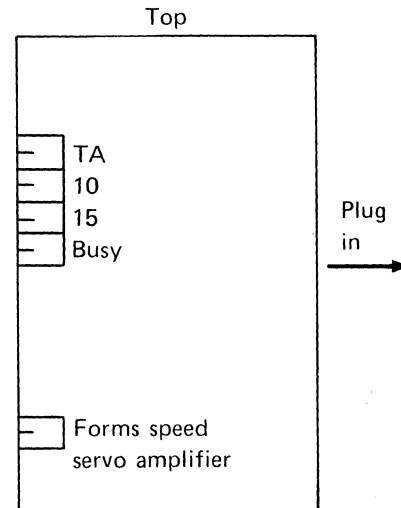 Top
TA
10
15
Busy
Plug
in
Forms speed
servo amplifier